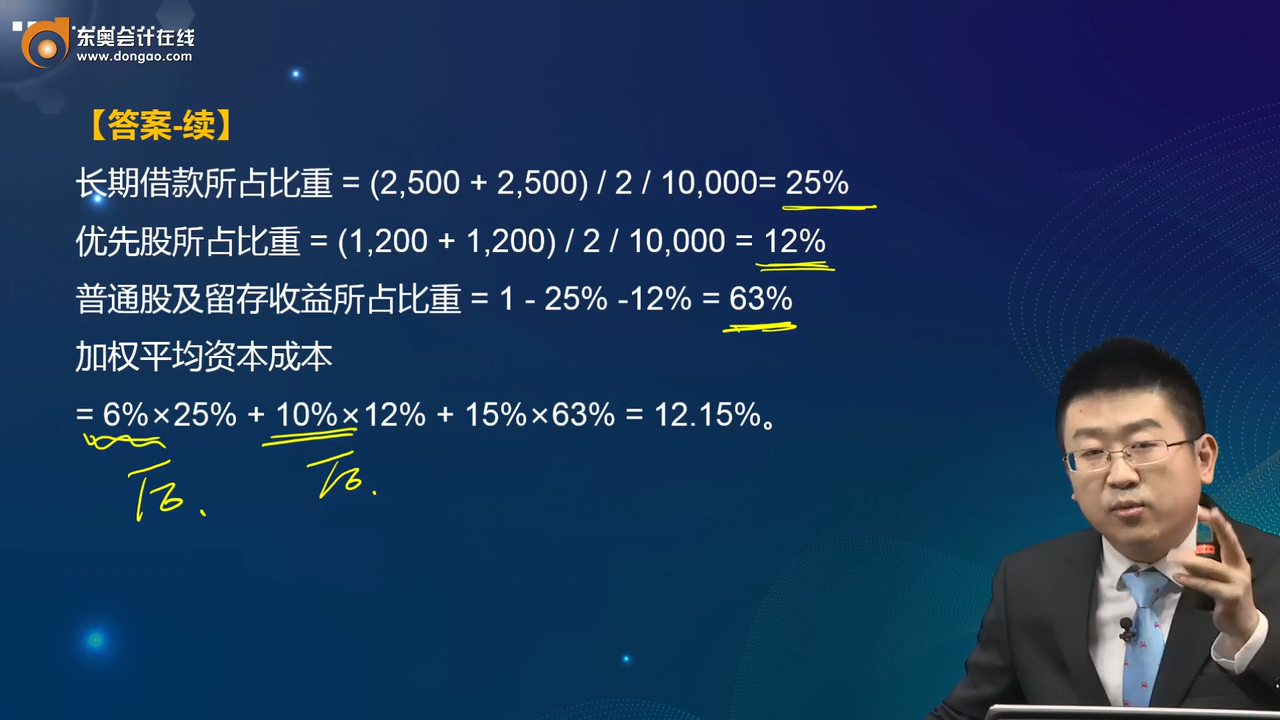 东奥会计在线
www.dongao.com
【答案-续】
长期借款所占比重 = (2,500 + 2,500) / 2 / 10,000= 25%
优先股所占比重 = (1,200 + 1,200) / 2 / 10,000 = 12%
普通股及留存收益所占比重 = 1 - 25% -12% = 63%
加权平均资本成本
= 6%×25% + 10%×12% + 15%×63% = 12.15%。